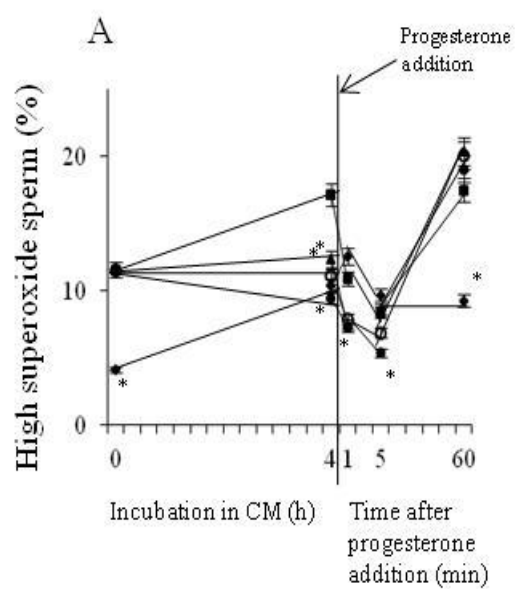 A
Progesterone
addition
High superoxide sperm (%)
20
10
0
0 4 1 5 60
Incubation in CM (h)
Time after
progesterone
addition (min)
* *
*
*
*
*
*